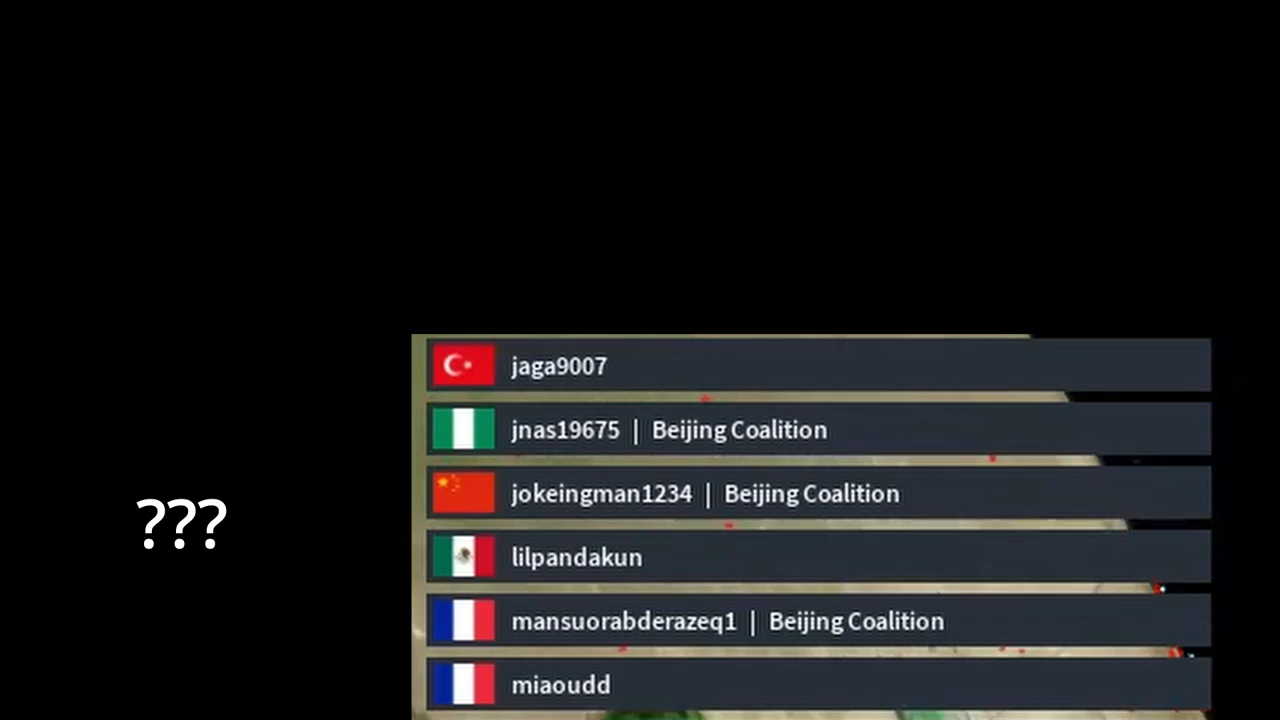 jaga9007
jnas19675 | Beijing Coalition
jokeingman1234 | Beijing Coalition
???
lilpandakun
mansuorabderazeq1 | Beijing Coalition
miaoudd